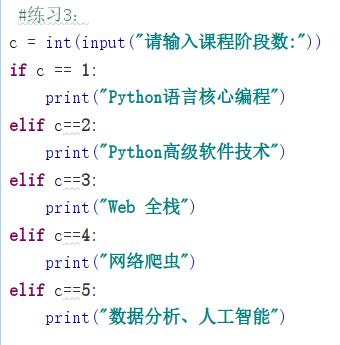 #练习3：
c = int(input("请输入课程阶段数:"))
if c == 1:
    print("Python语言核心编程")
elif c==2:
    print("Python高级软件技术")
elif c==3:
    print("Web 全栈")
elif c==4:
    print("网络爬虫")
elif c==5:
    print("数据分析、人工智能")